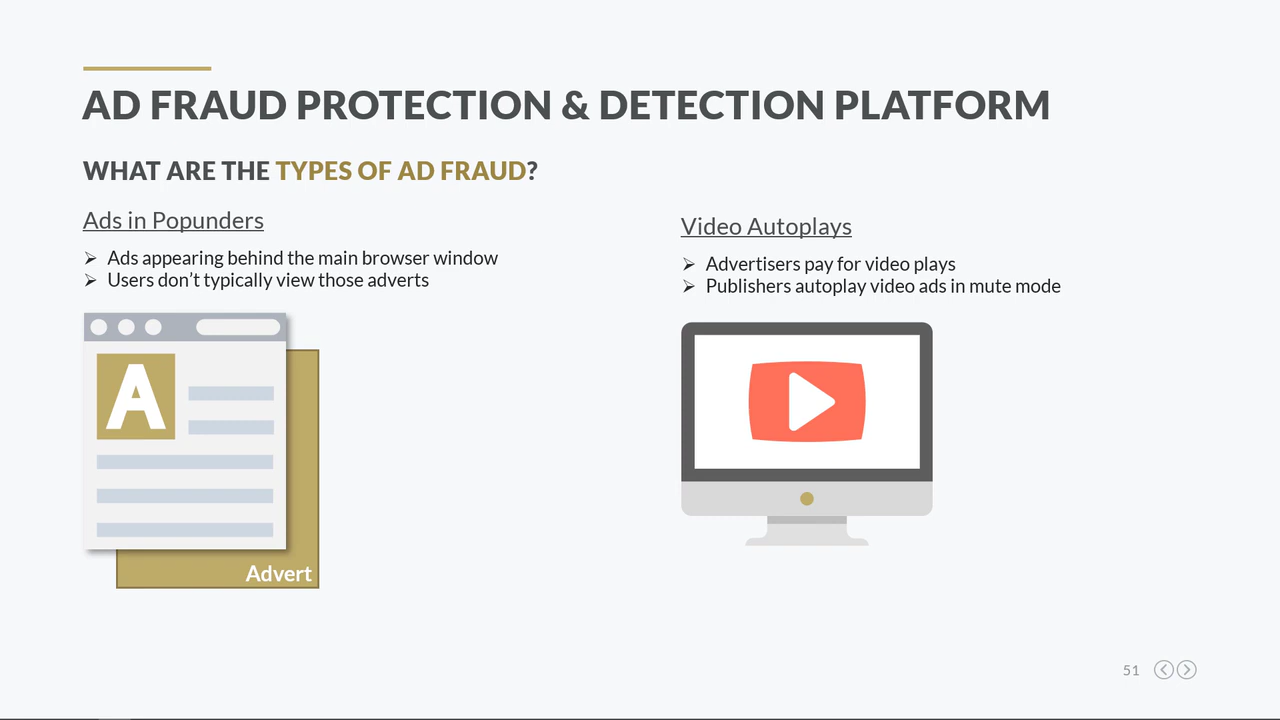 AD FRAUD PROTECTION & DETECTION PLATFORM
WHAT ARE THE TYPES OF AD FRAUD?
Ads in Popunders
➢ Ads appearing behind the main browser window
➢ Users don’t typically view those adverts
A
Advert
Video Autoplays
➢ Advertisers pay for video plays
➢ Publishers autoplay video ads in mute mode
51